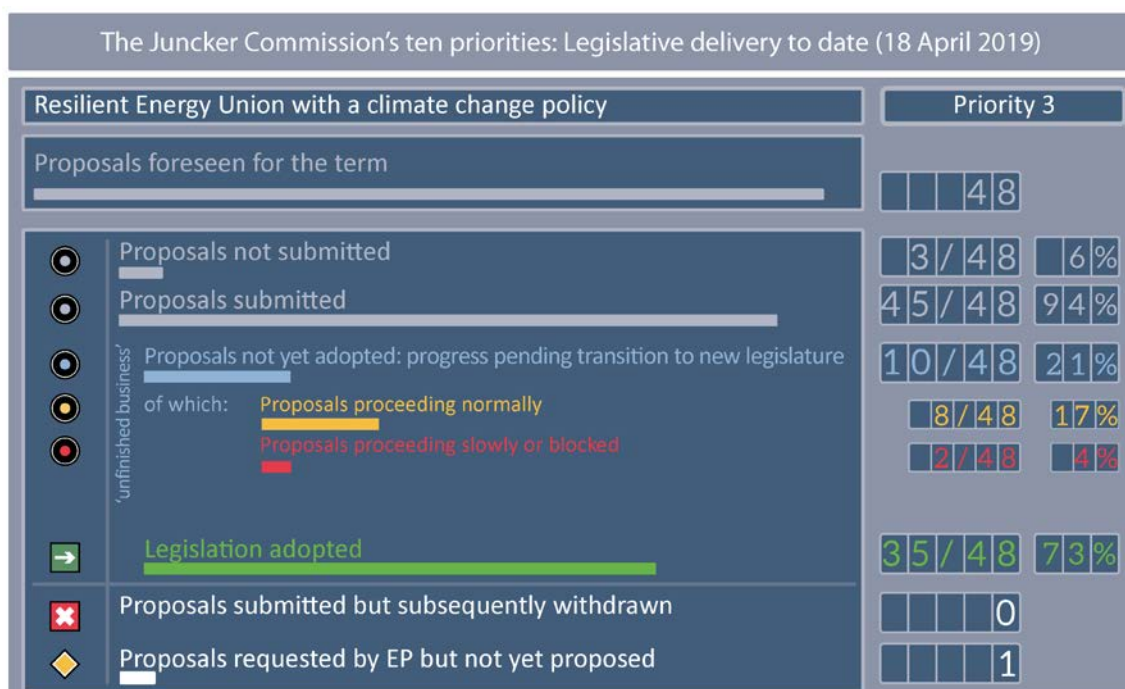 The Juncker Commission's ten priorities: Legislative delivery to date (18 April 2019)
Resilient Energy Union with a climate change policy
Priority 3
Proposals foreseen for the term
48
Proposals not submitted
3/48 6%
Proposals submitted
45/48 94%
'unfinished business'
Proposals not yet adopted: progress pending transition to new legislature
10/48 21%
of which: Proposals proceeding normally
8/48 17%
Proposals proceeding slowly or blocked
2/48 4%
Legislation adopted
35/48 73%
Proposals submitted but subsequently withdrawn
0
Proposals requested by EP but not yet proposed
1